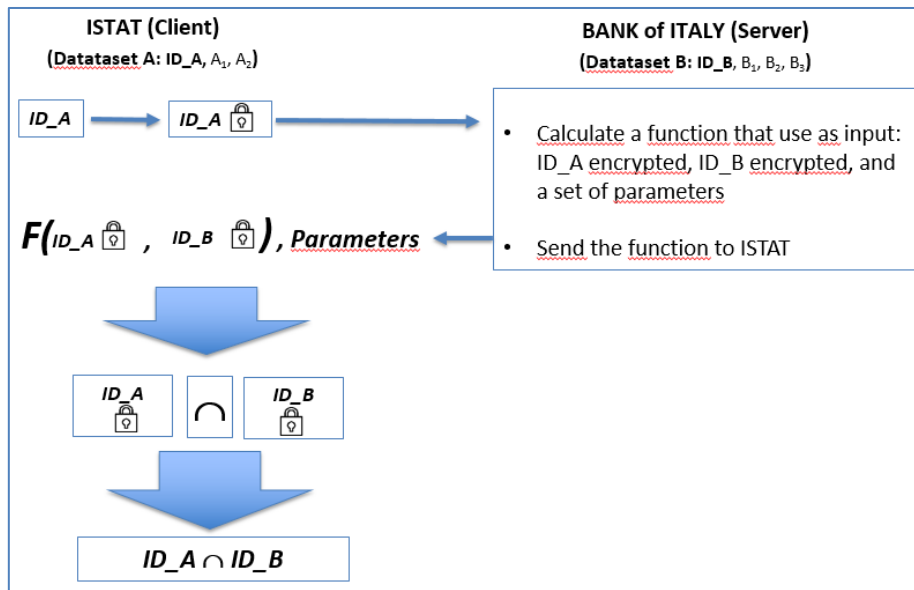 ISTAT (Client)
(Datataset A: ID_A, A₁, A₂)
BANK of ITALY (Server)
(Datataset B: ID_B, B₁, B₂, B₃)
ID_A
ID_A
• Calculate a function that use as input:
ID_A encrypted, ID_B encrypted, and
a set of parameters
• Send the function to ISTAT
F(ID_A , ID_B ) , Parameters
ID_A
∩
ID_B
ID_A ∩ ID_B